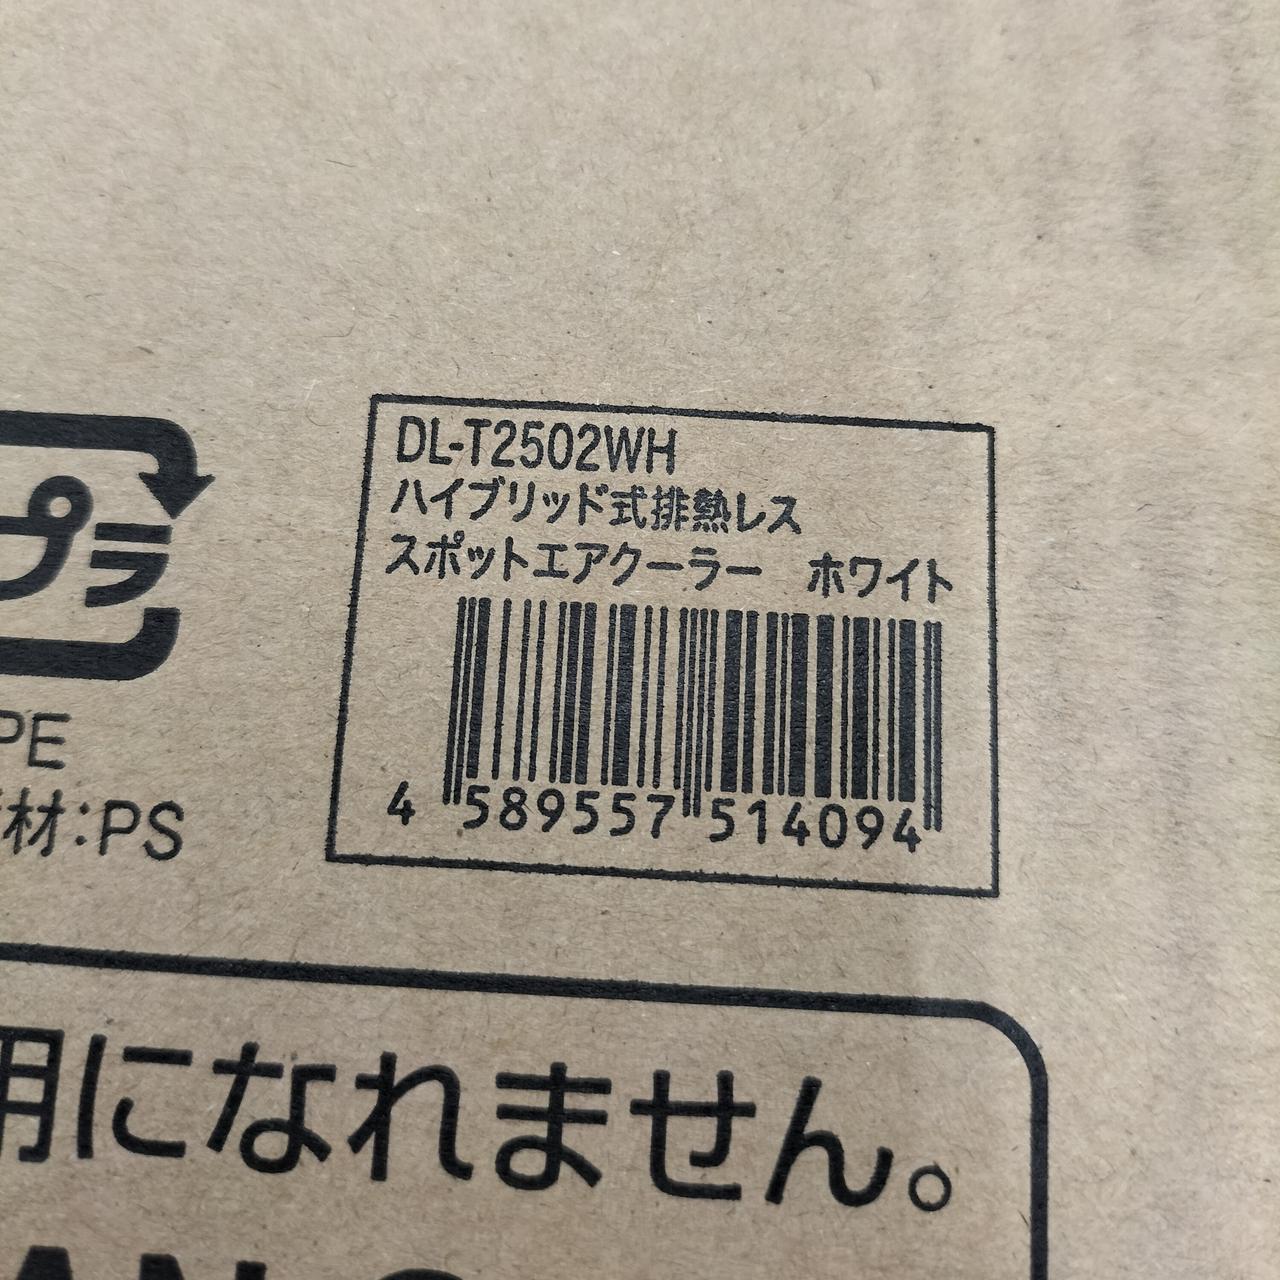 DL-T2502WH
ハイブリッド式排熱レス
スポットエアクーラー ホワイト
4 589557 514094
プラ
PE
材:PS
用になれません。